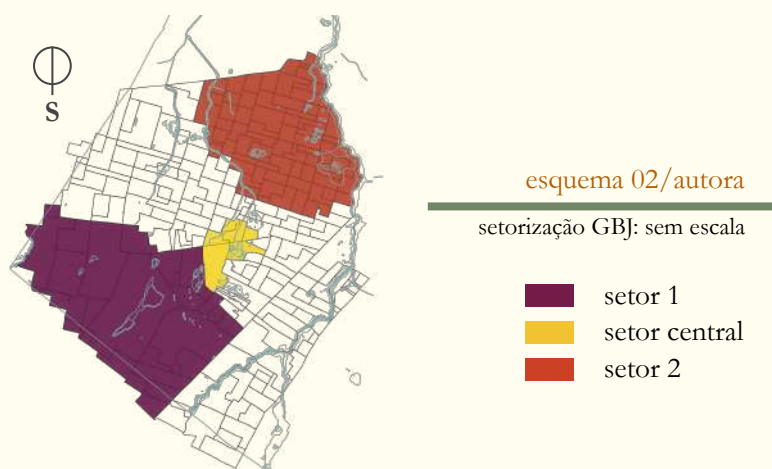 S
esquema 02/autora
setorização GBJ: sem escala
setor 1
setor central
setor 2